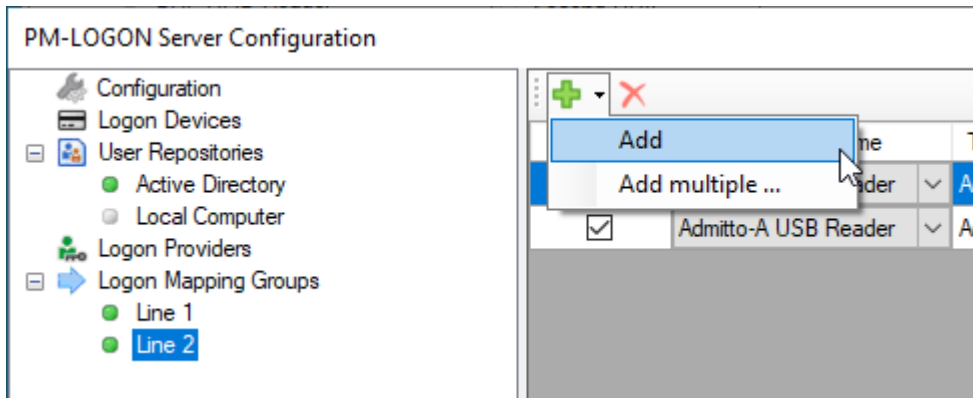 PM-LOGON Server Configuration
Configuration
Logon Devices
User Repositories
Active Directory
Local Computer
Logon Providers
Logon Mapping Groups
Line 1
Line 2
Add
Add multiple ...
Admitto-A USB Reader